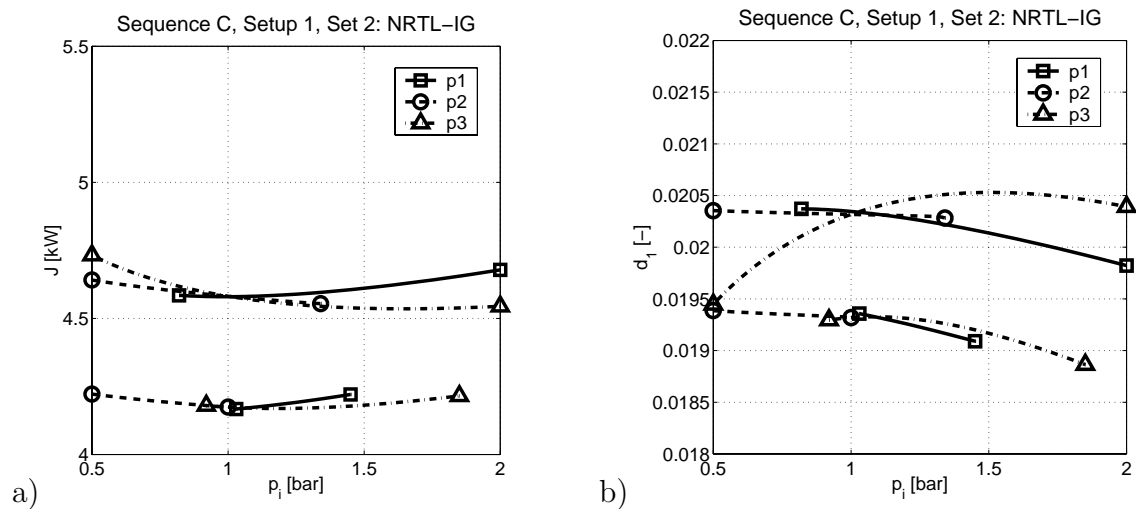 Sequence C, Setup 1, Set 2: NRTL−IG
5.5
5
4.5
4
J [kW]
0.5
1
1.5
2
p_i [bar]
p1
p2
p3
a)
Sequence C, Setup 1, Set 2: NRTL−IG
0.022
0.0215
0.021
0.0205
0.02
0.0195
0.019
0.0185
0.018
d_1 [−]
0.5
1
1.5
2
p_i [bar]
p1
p2
p3
b)